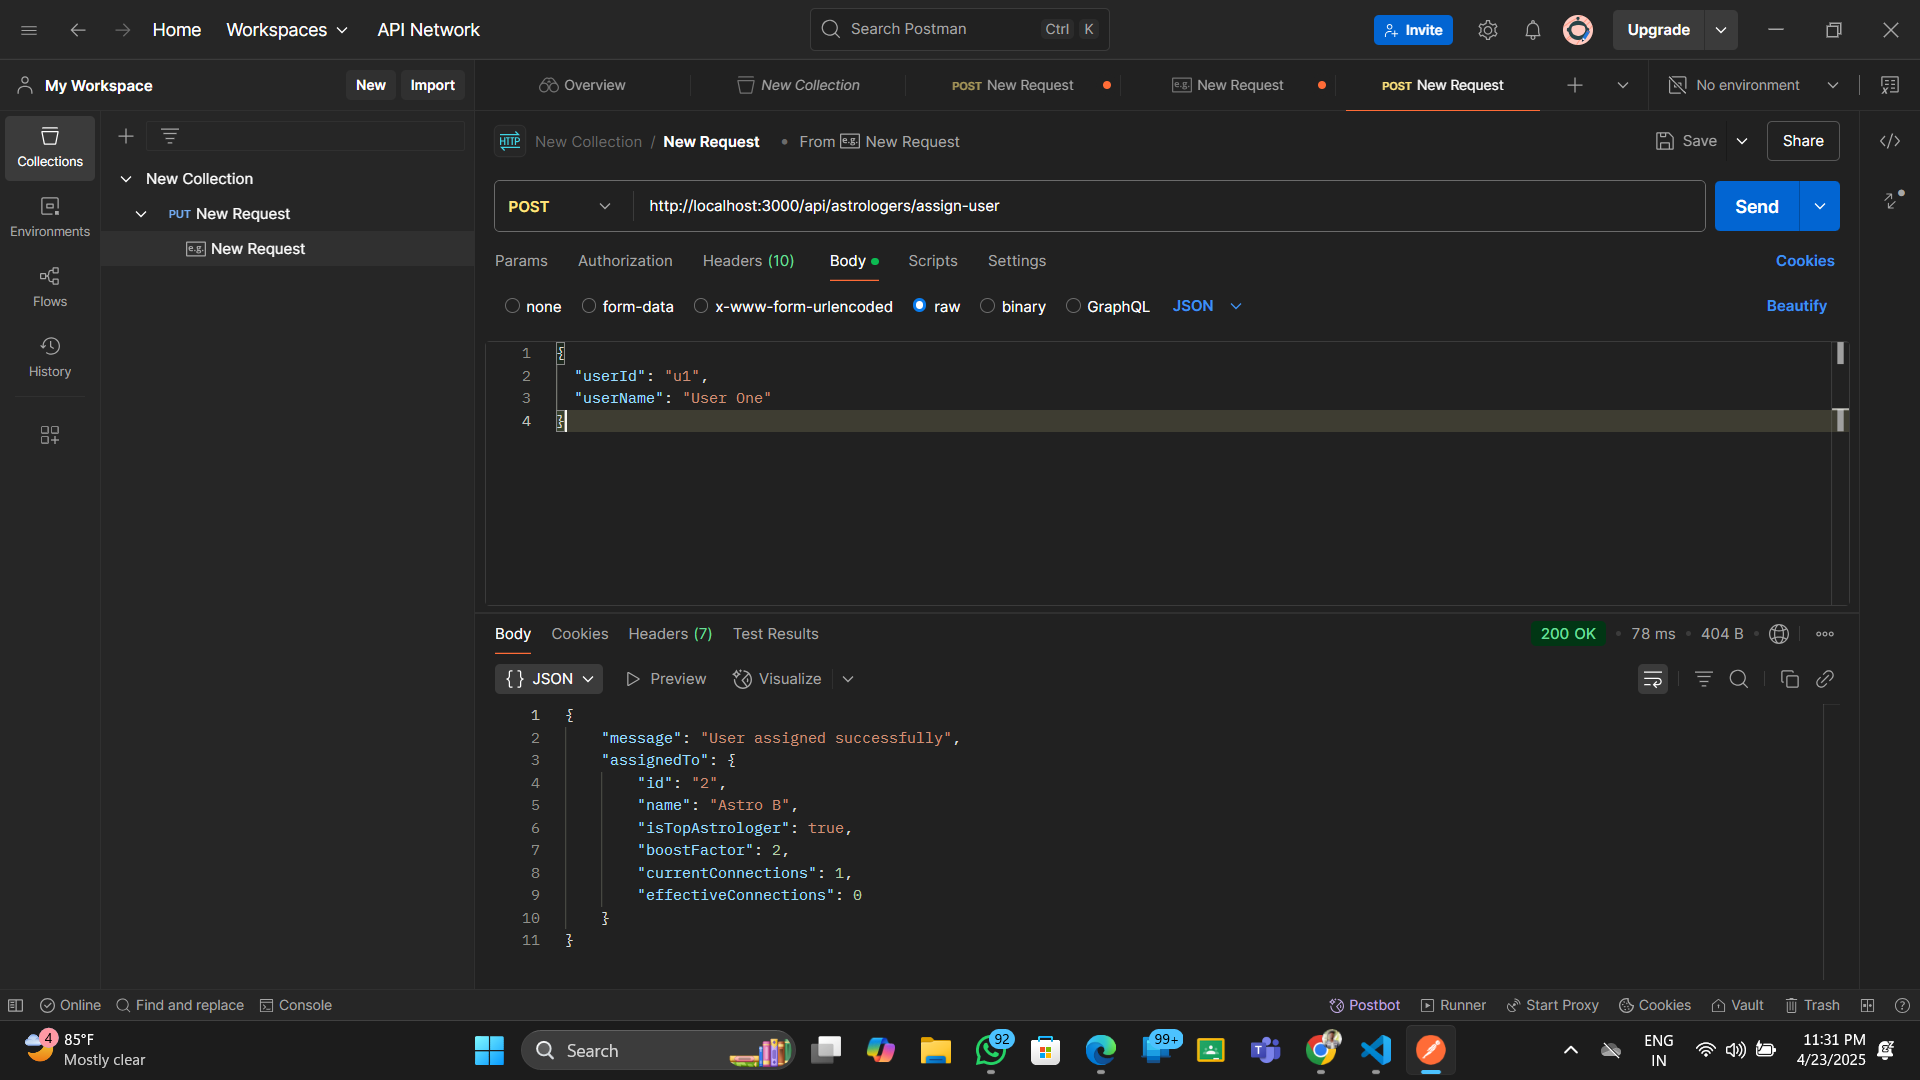 Home Workspaces API Network Search Postman Ctrl K Invite Upgrade
My Workspace New Import Overview New Collection POST New Request e.g. New Request POST New Request No environment
Collections
Environments
Flows
History
New Collection
PUT New Request
e.g. New Request
HTTP New Collection / New Request • From e.g. New Request Save Share
POST http://localhost:3000/api/astrologers/assign-user Send
Params Authorization Headers (10) Body Scripts Settings Cookies
none form-data x-www-form-urlencoded raw binary GraphQL JSON Beautify
1 {
2 "userId": "u1",
3 "userName": "User One"
4 }
Body Cookies Headers (7) Test Results 200 OK • 78 ms • 404 B •
{} JSON Preview Visualize
1 {
2 "message": "User assigned successfully",
3 "assignedTo": {
4 "id": "2",
5 "name": "Astro B",
6 "isTopAstrologer": true,
7 "boostFactor": 2,
8 "currentConnections": 1,
9 "effectiveConnections": 0
10 }
11 }
Online Find and replace Console Postbot Runner Start Proxy Cookies Vault Trash
4 85°F
Mostly clear
Search
92
99+
ENG
IN
11:31 PM
4/23/2025